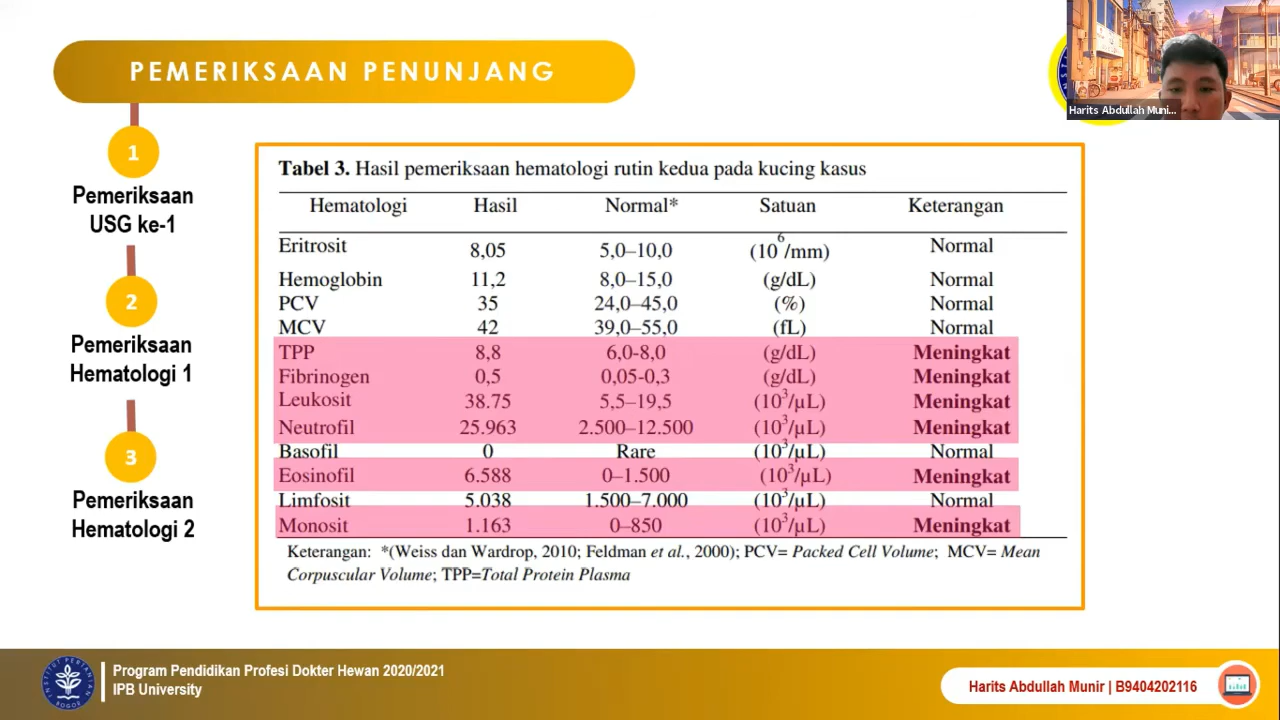 PEMERIKSAAN PENUNJANG
Harits Abdullah Muni...
1
Pemeriksaan
USG ke-1
2
Pemeriksaan
Hematologi 1
3
Pemeriksaan
Hematologi 2
Tabel 3. Hasil pemeriksaan hematologi rutin kedua pada kucing kasus
Hematologi Hasil Normal* Satuan Keterangan
Eritrosit 8,05 5,0–10,0 (10⁶/mm) Normal
Hemoglobin 11,2 8,0–15,0 (g/dL) Normal
PCV 35 24,0–45,0 (%) Normal
MCV 42 39,0–55,0 (fL) Normal
TPP 8,8 6,0-8,0 (g/dL) Meningkat
Fibrinogen 0,5 0,05-0,3 (g/dL) Meningkat
Leukosit 38.75 5,5–19,5 (10³/µL) Meningkat
Neutrofil 25.963 2.500–12.500 (10³/µL) Meningkat
Basofil 0 Rare (10³/µL) Normal
Eosinofil 6.588 0–1.500 (10³/µL) Meningkat
Limfosit 5.038 1.500–7.000 (10³/µL) Normal
Monosit 1.163 0–850 (10³/µL) Meningkat
Keterangan: *(Weiss dan Wardrop, 2010; Feldman et al., 2000); PCV= Packed Cell Volume; MCV= Mean
Corpuscular Volume; TPP=Total Protein Plasma
INSTITUT PERTANIAN
BOGOR
Program Pendidikan Profesi Dokter Hewan 2020/2021
IPB University
Harits Abdullah Munir | B9404202116